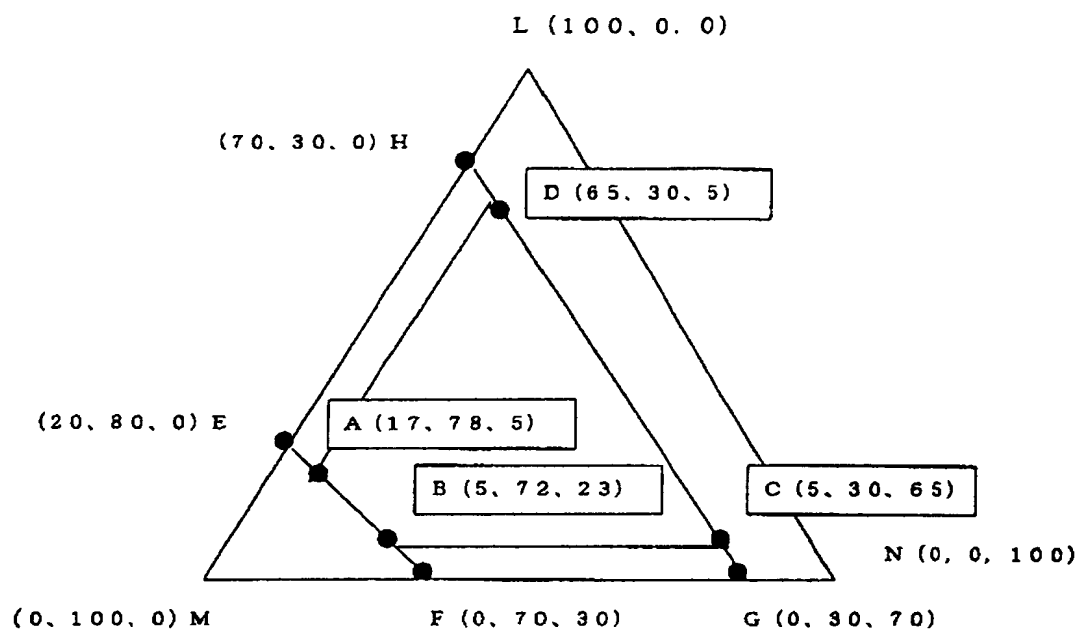 L (100、0. 0)
(70、30、0) H
D (65、30、5)
(20、80、0) E
A (17、78、5)
B (5、72、23)
C (5、30、65)
N (0, 0, 100)
(0、100、0) M
F (0、70、30)
G (0、30、70)